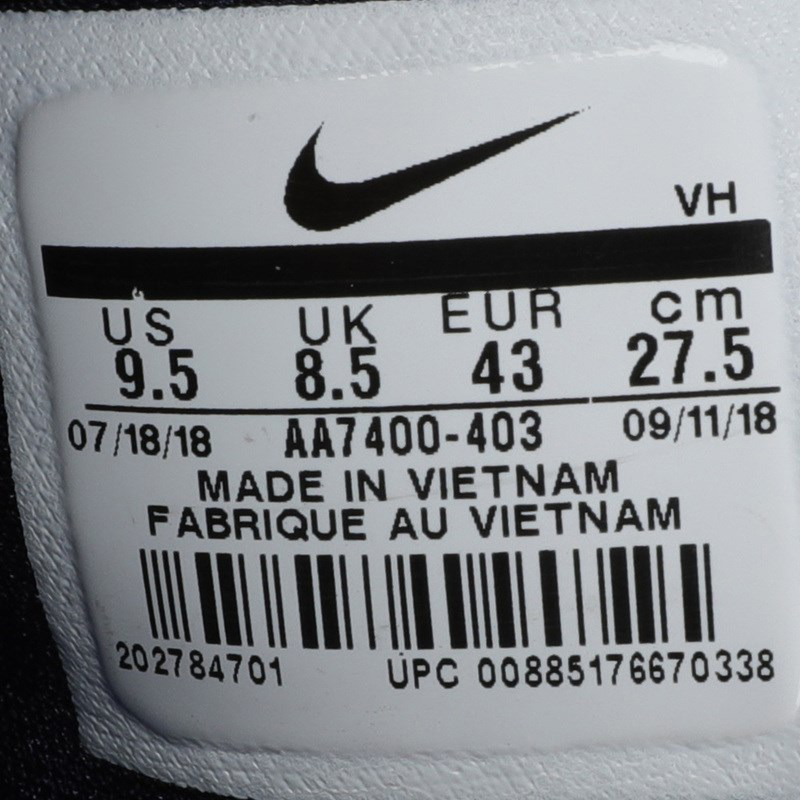 VH
US UK EUR cm
9.5 8.5 43 27.5
07/18/18 AA7400-403 09/11/18
MADE IN VIETNAM
FABRIQUE AU VIETNAM
202784701 UPC 00885176670338